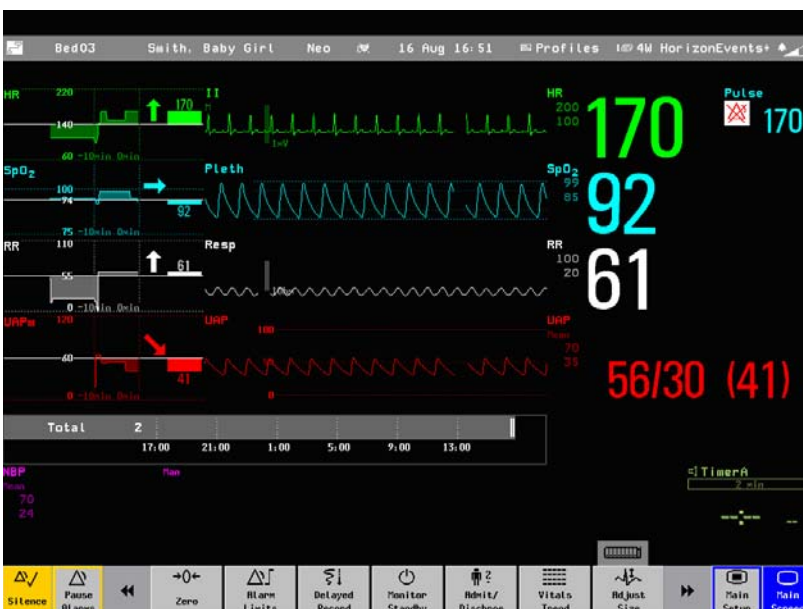 Bed03 Smith, Baby Girl Neo 16 Aug 16:51 Profiles 4W HorizonEvents+
HR 220 140 60 -10min 0min 170
II M 1mV
HR 200 100 170
Pulse 170
SpO2 100 94 75 -10min 0min 92
Pleth
SpO2 99 85 92
RR 110 55 0 -10min 0min 61
Resp
RR 100 20 61
UAPm 120 60 0 -10min 0min 41
UAP 100 0
UAP Mean 70 35 56/30 (41)
Total 2
17:00 21:00 1:00 5:00 9:00 13:00
NBP Man
Mean
70
24
TimerA
2 min
--:-- --
Silence
Pause Alarms
→0← Zero
Alarm Limits
Delayed Record
Monitor Standby
Admit/ Dischrge
Vitals Trend
Adjust Size
Main Setup
Main Screen